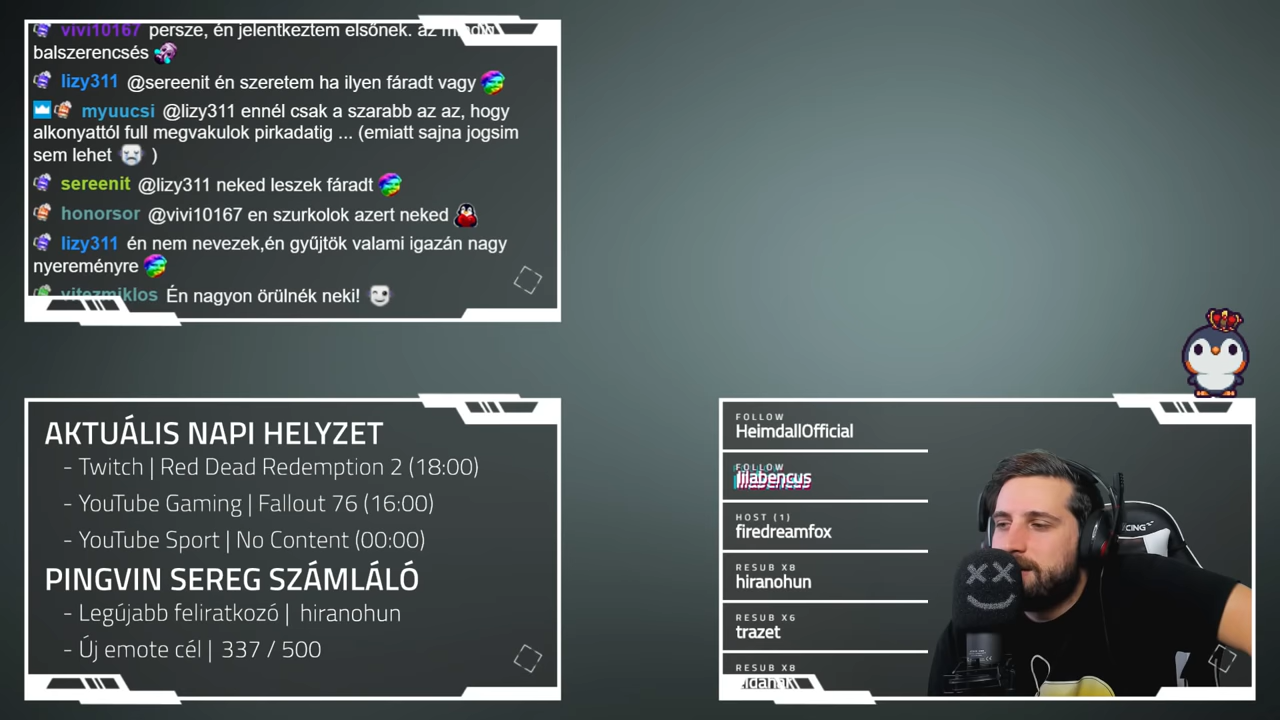 vivi10167 persze, én jelentkeztem elsőnek. az mindig
balszerencsés
lizy311 @sereenit én szeretem ha ilyen fáradt vagy
myuucsi @lizy311 ennél csak a szarabb az az, hogy
alkonyattól full megvakulok pirkadatig ... (emiatt sajna jogsim
sem lehet )
sereenit @lizy311 neked leszek fáradt
honorsor @vivi10167 en szurkolok azert neked
lizy311 én nem nevezek,én gyűjtök valami igazán nagy
nyereményre
vitezmiklos Én nagyon örülnék neki!
AKTUÁLIS NAPI HELYZET
- Twitch | Red Dead Redemption 2 (18:00)
- YouTube Gaming | Fallout 76 (16:00)
- YouTube Sport | No Content (00:00)
PINGVIN SEREG SZÁMLÁLÓ
- Legújabb feliratkozó | hiranohun
- Új emote cél | 337 / 500
FOLLOW
HeimdallOfficial
FOLLOW
lilabencus
HOST (1)
firedreamfox
RESUB X8
hiranohun
RESUB X6
trazet
RESUB X8
CING